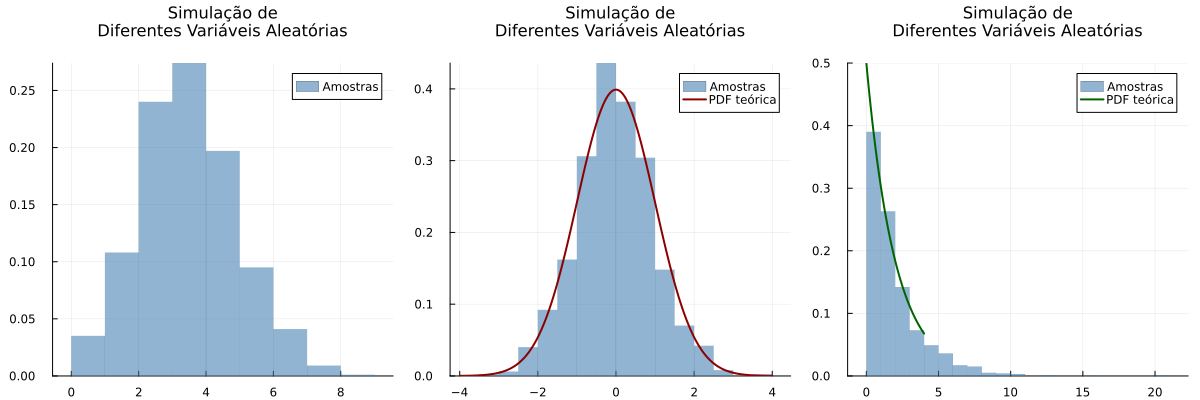 Simulação de
Diferentes Variáveis Aleatórias
0.25
0.20
0.15
0.10
0.05
0.00
0
2
4
6
8
Amostras
Simulação de
Diferentes Variáveis Aleatórias
0.4
0.3
0.2
0.1
0.0
−4
−2
0
2
4
Amostras
PDF teórica
Simulação de
Diferentes Variáveis Aleatórias
0.5
0.4
0.3
0.2
0.1
0.0
0
5
10
15
20
Amostras
PDF teórica